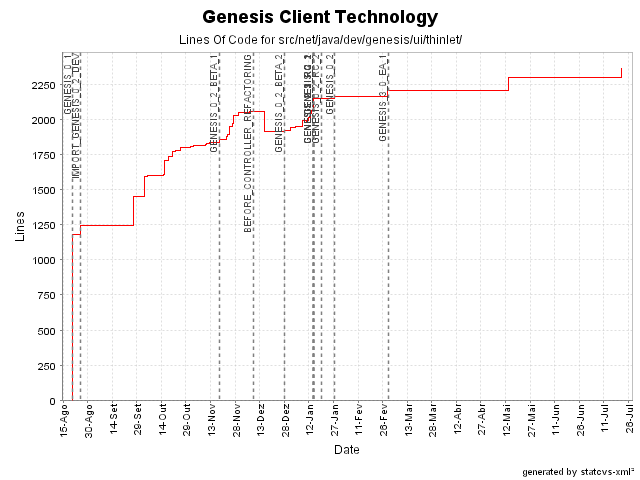 Genesis Client Technology
Lines Of Code for src/net/java/dev/genesis/ui/thinlet/
GENESIS_0_1
IMPORT_GENESIS_0_2_DEV
GENESIS_0_2_BETA_1
BEFORE_CONTROLLER_REFACTORING
GENESIS_0_2_BETA_2
GENESIS_0_2
GENESIS_3_0_EA_1
Lines
2250
2000
1750
1500
1250
1000
750
500
250
0
15-Ago
30-Ago
14-Set
29-Set
14-Out
29-Out
13-Nov
28-Nov
13-Dez
28-Dez
12-Jan
27-Jan
11-Fev
26-Fev
13-Mar
28-Mar
12-Abr
27-Abr
12-Mai
27-Mai
11-Jun
26-Jun
11-Jul
26-Jul
Date
generated by statcvs-xml²